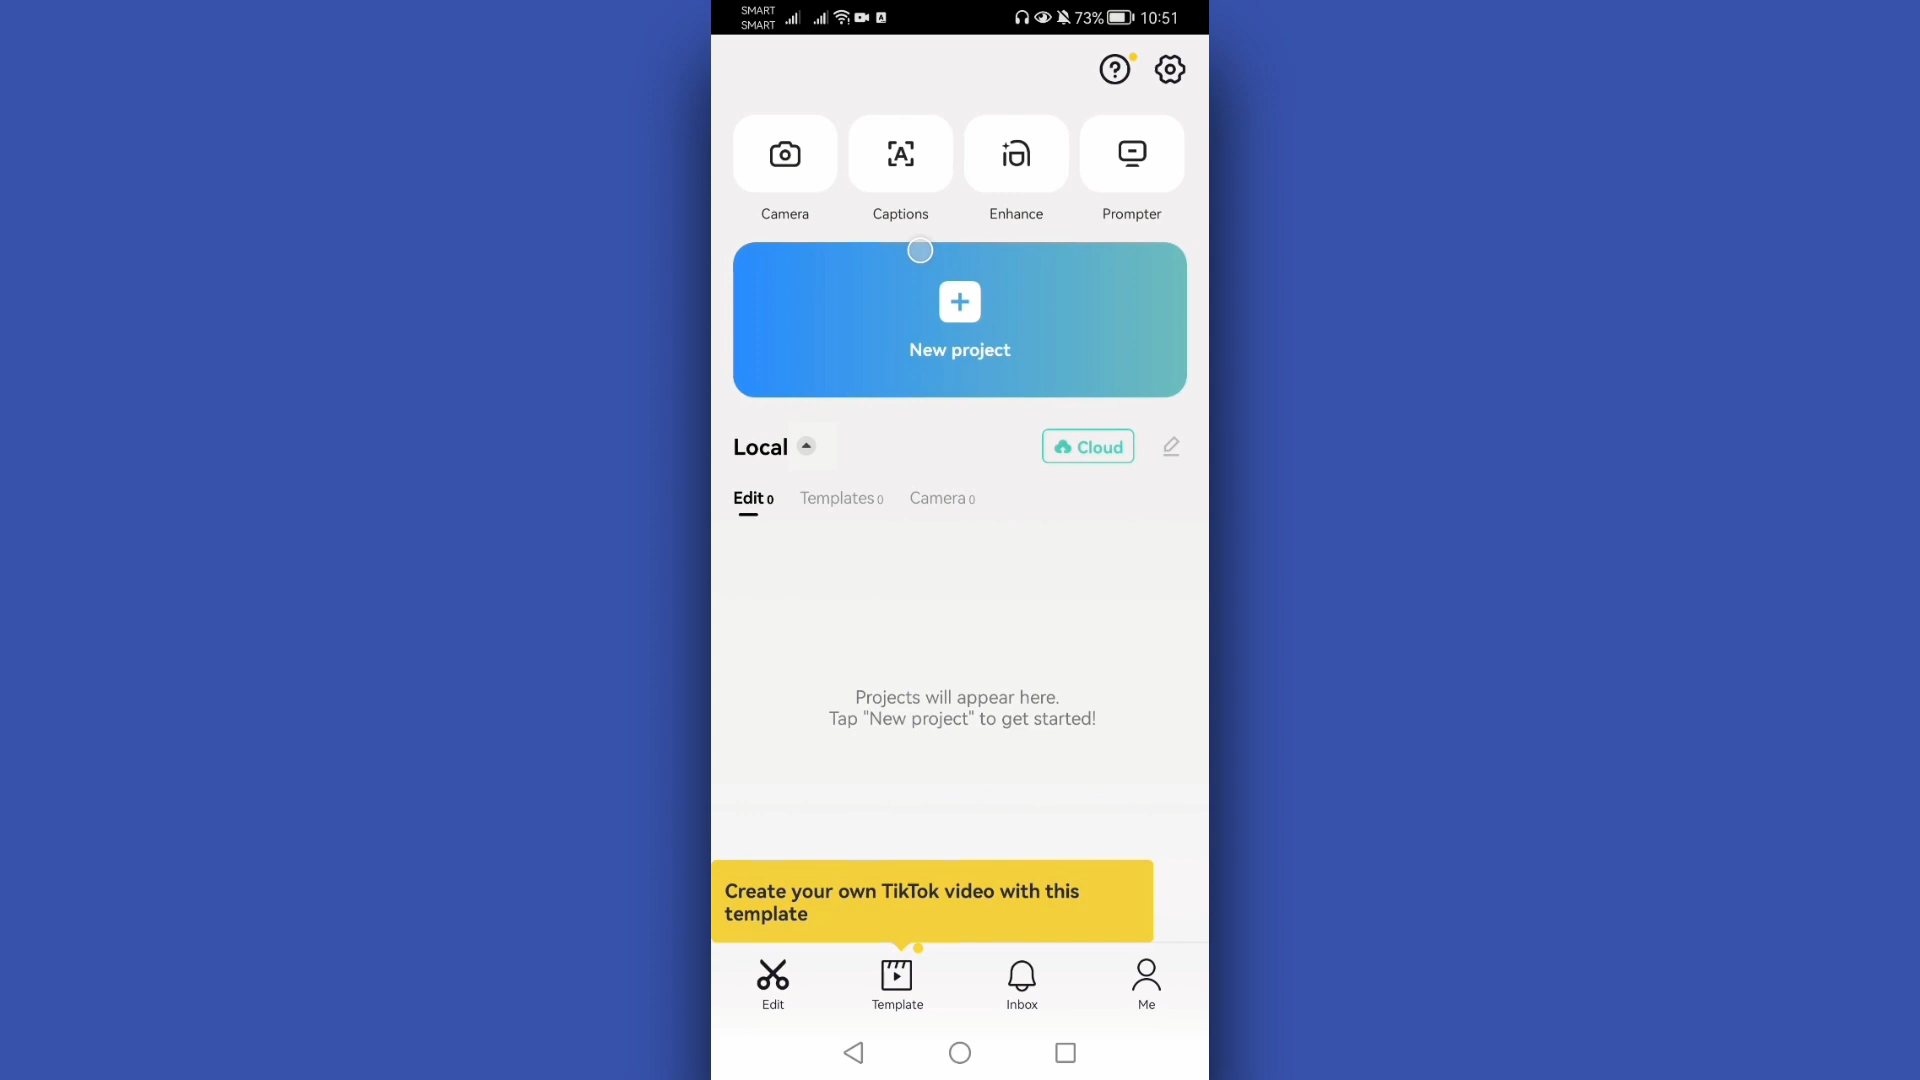 SMART
SMART
73%
10:51
Camera
Captions
Enhance
Prompter
New project
Local
Cloud
Edit 0
Templates 0
Camera 0
Projects will appear here.
Tap "New project" to get started!
Create your own TikTok video with this
template
Edit
Template
Inbox
Me